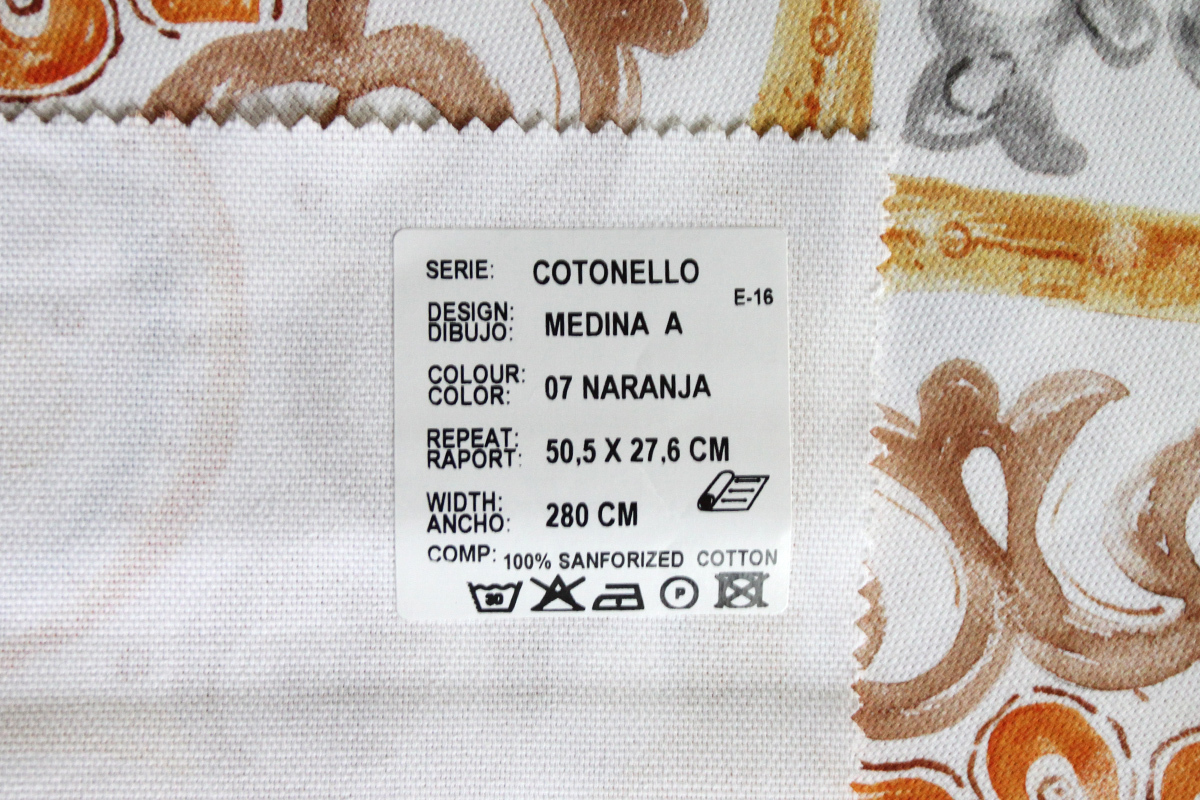 SERIE: COTONELLO
E-16
DESIGN:
DIBUJO: MEDINA A
COLOUR:
COLOR: 07 NARANJA
REPEAT:
RAPORT: 50,5 X 27,6 CM
WIDTH:
ANCHO: 280 CM
COMP: 100% SANFORIZED COTTON
30 P